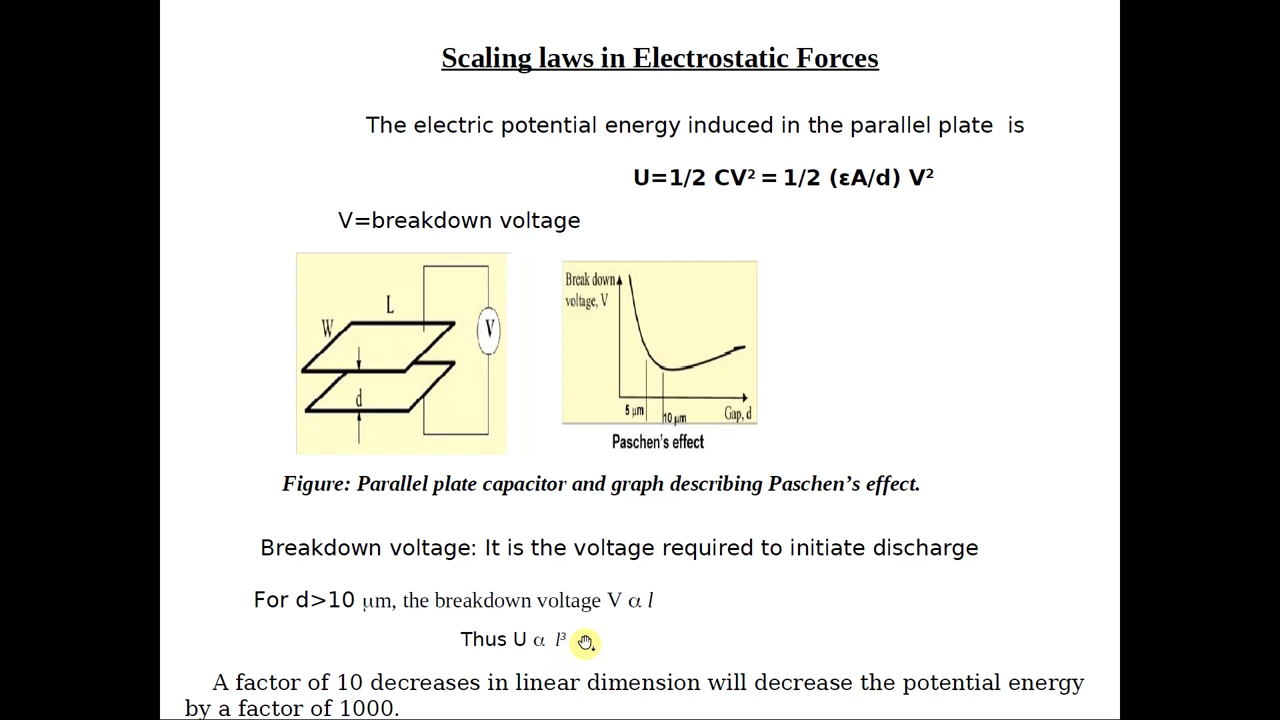 Scaling laws in Electrostatic Forces
The electric potential energy induced in the parallel plate is
U=1/2 CV² = 1/2 (εA/d) V²
V=breakdown voltage
L
W
V
d
Break down
voltage, V
5 μm
10 μm
Gap, d
Paschen's effect
Figure: Parallel plate capacitor and graph describing Paschen's effect.
Breakdown voltage: It is the voltage required to initiate discharge
For d>10 μm, the breakdown voltage V α l
Thus U α l³
A factor of 10 decreases in linear dimension will decrease the potential energy
by a factor of 1000.